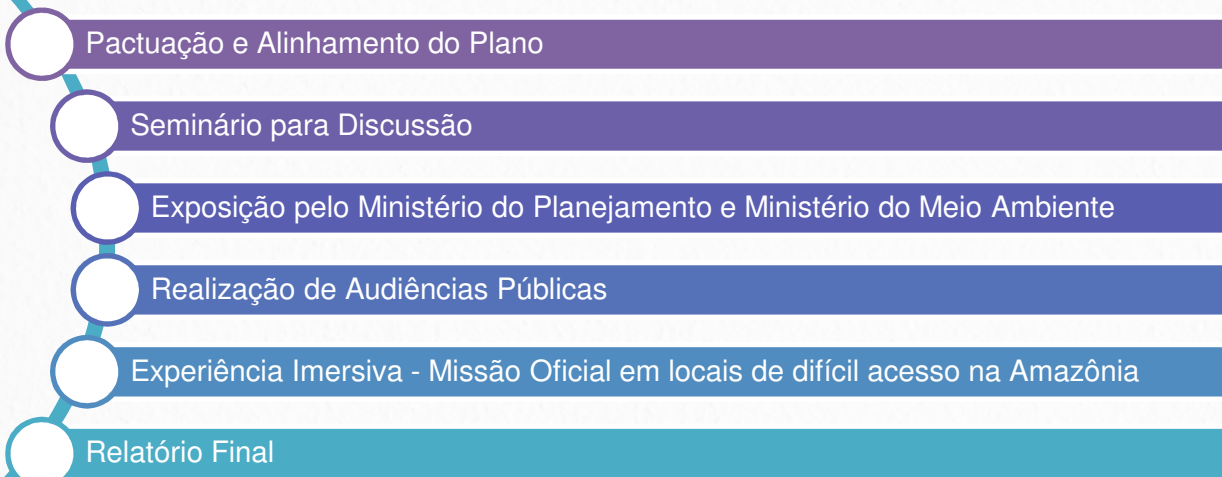 Pactuação e Alinhamento do Plano
Seminário para Discussão
Exposição pelo Ministério do Planejamento e Ministério do Meio Ambiente
Realização de Audiências Públicas
Experiência Imersiva - Missão Oficial em locais de difícil acesso na Amazônia
Relatório Final